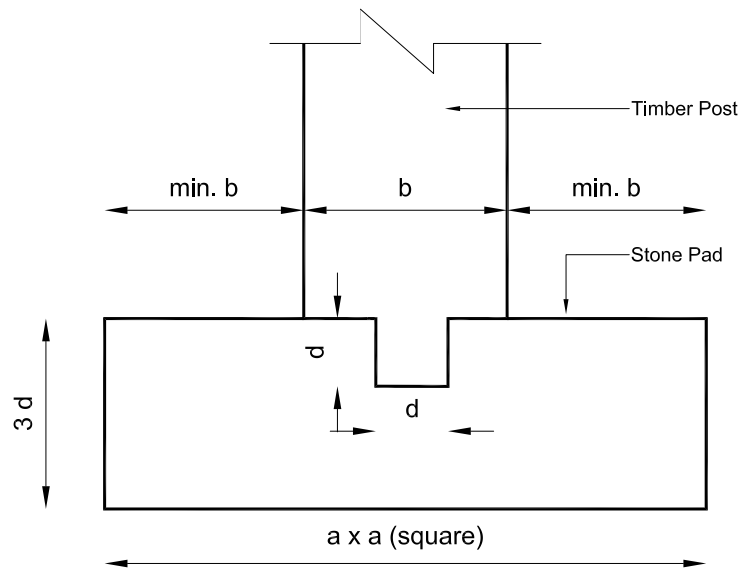 Timber Post
min. b
b
min. b
Stone Pad
d
3 d
d
a x a (square)